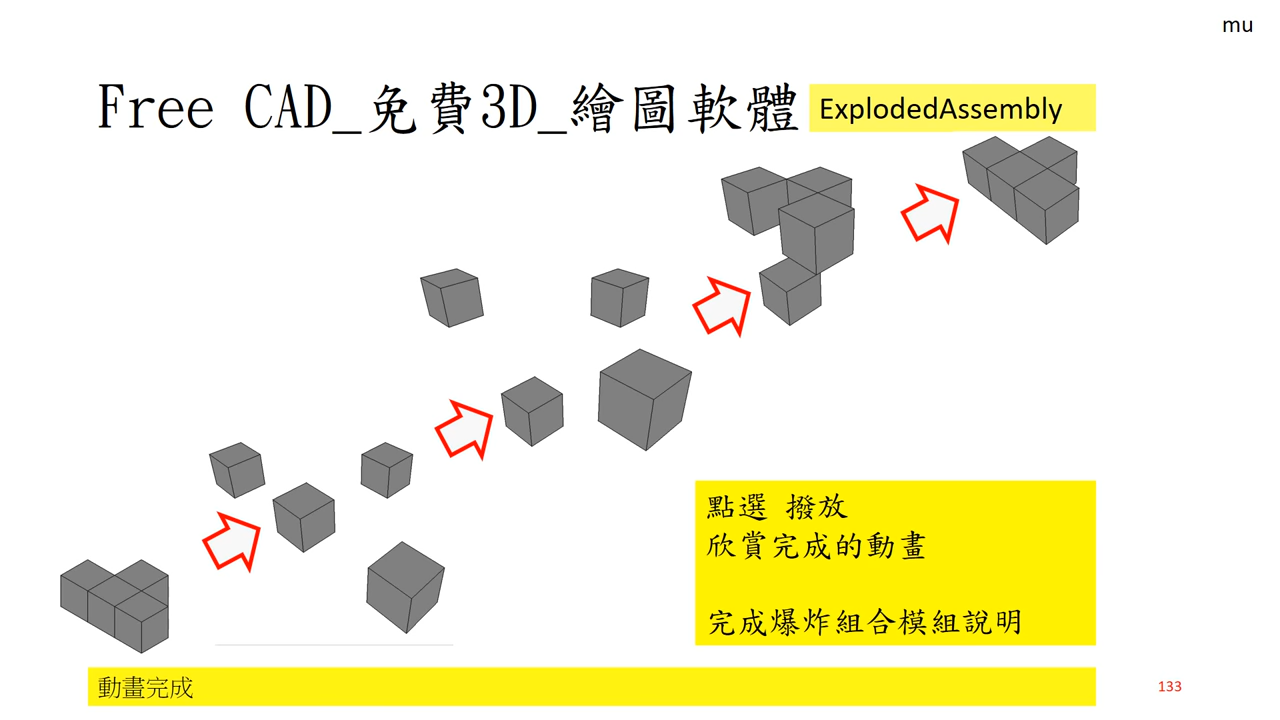 mu
Free CAD_免費3D_繪圖軟體
ExplodedAssembly
點選 撥放
欣賞完成的動畫
完成爆炸組合模組說明
動畫完成
133